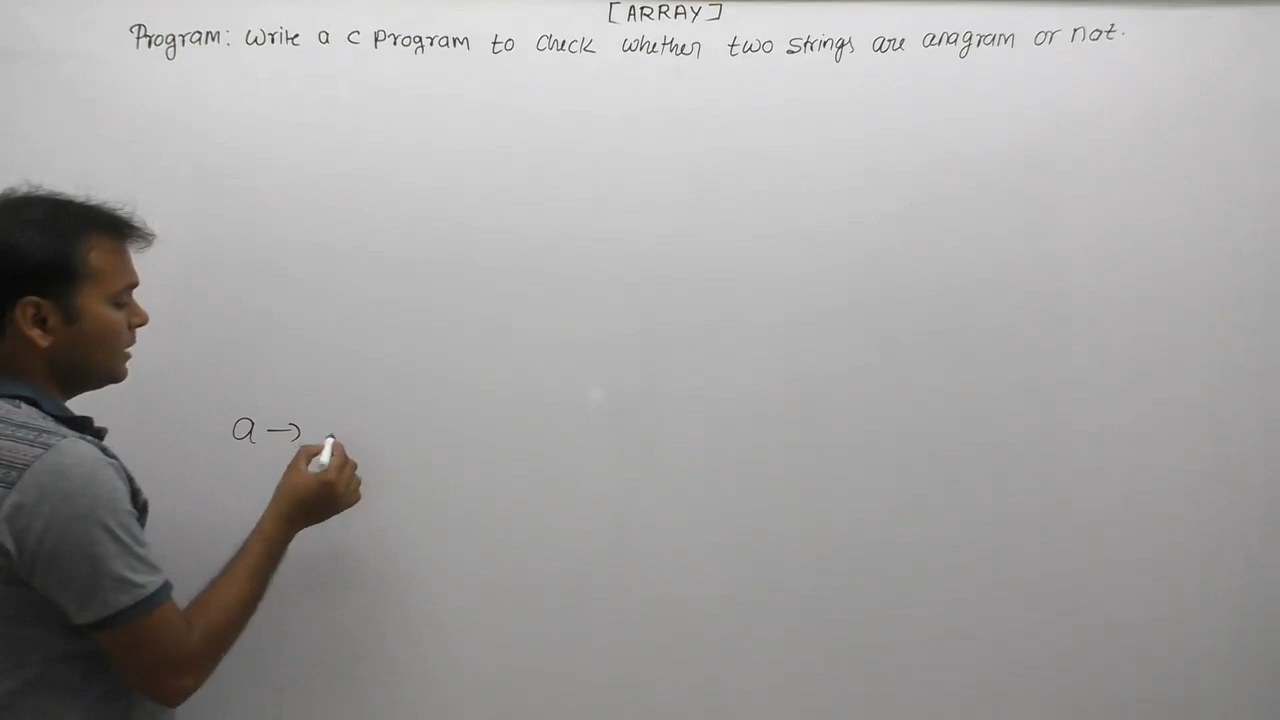 [ARRAY]
Program: Write a c program to check whether two strings are anagram or not.
a →